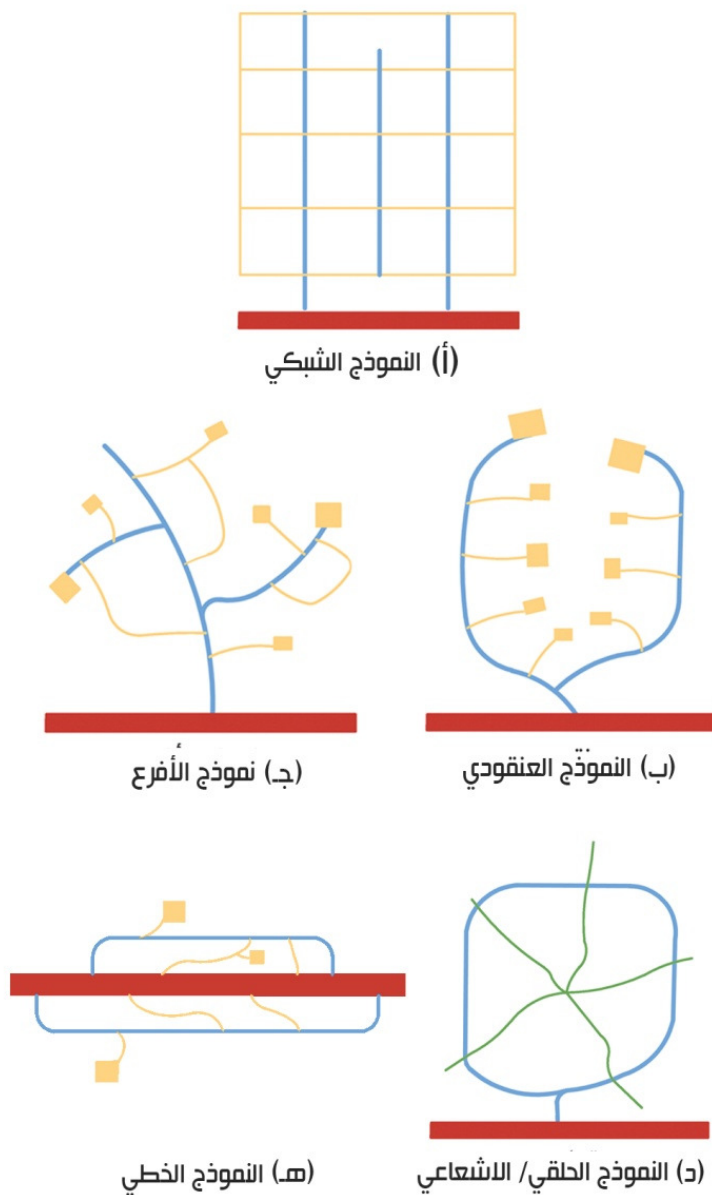 (أ) النموذج الشبكي
(ب) النموذج العنقودي
(جـ) نموذج الأفرع
(د) النموذج الحلقي/ الاشعاعي
(هـ) النموذج الخطي